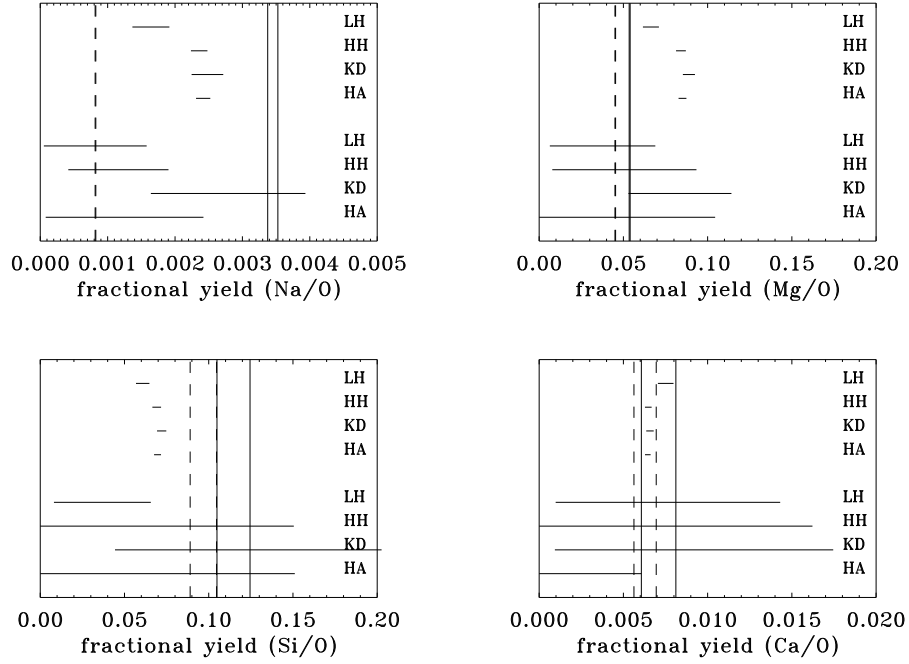 LH
HH
KD
HA
LH
HH
KD
HA
0.000 0.001 0.002 0.003 0.004 0.005
fractional yield (Na/O)
LH
HH
KD
HA
LH
HH
KD
HA
0.00 0.05 0.10 0.15 0.20
fractional yield (Mg/O)
LH
HH
KD
HA
LH
HH
KD
HA
0.00 0.05 0.10 0.15 0.20
fractional yield (Si/O)
LH
HH
KD
HA
LH
HH
KD
HA
0.000 0.005 0.010 0.015 0.020
fractional yield (Ca/O)